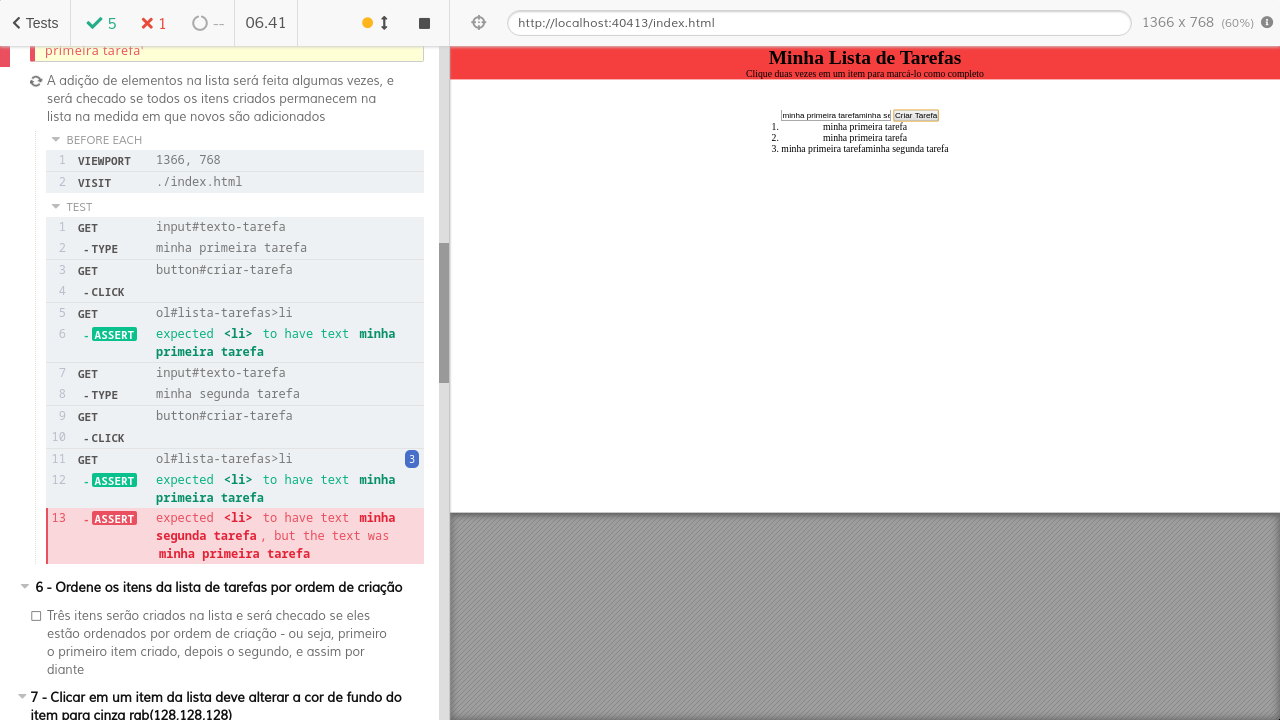 Tests
5
1
--
06.41
http://localhost:40413/index.html
1366 x 768 (60%)
primeira tarefa'
A adição de elementos na lista será feita algumas vezes, e
será checado se todos os itens criados permecem na
lista na medida em que novos são adicionados
BEFORE EACH
1 VIEWPORT 1366, 768
2 VISIT ./index.html
TEST
1 GET input#texto-tarefa
2 -TYPE minha primeira tarefa
3 GET button#criar-tarefa
4 -CLICK
5 GET ol#lista-tarefas>li
6 -ASSERT expected <li> to have text minha
primeira tarefa
7 GET input#texto-tarefa
8 -TYPE minha segunda tarefa
9 GET button#criar-tarefa
10 -CLICK
11 GET ol#lista-tarefas>li 3
12 -ASSERT expected <li> to have text minha
primeira tarefa
13 -ASSERT expected <li> to have text minha
segunda tarefa, but the text was
minha primeira tarefa
6 - Ordene os itens da lista de tarefas por ordem de criação
Três itens serão criados na lista e será checado se eles
estão ordenados por ordem de criação - ou seja, primeiro
o primeiro item criado, depois o segundo, e assim por
diante
7 - Clicar em um item da lista deve alterar a cor de fundo do
item para cinza rgb(128,128,128)
Minha Lista de Tarefas
Clique duas vezes em um item para marcá-lo como completo
minha primeira tarefaminha se Criar Tarefa
1. minha primeira tarefa
2. minha primeira tarefa
3. minha primeira tarefaminha segunda tarefa